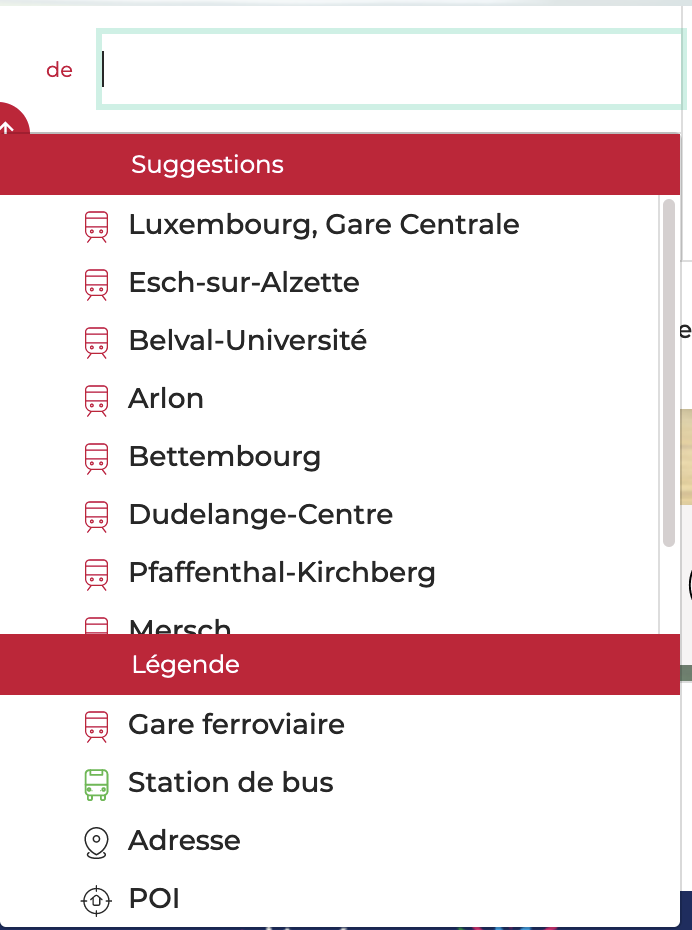 de
Suggestions
Luxembourg, Gare Centrale
Esch-sur-Alzette
Belval-Université
e
Arlon
Bettembourg
Dudelange-Centre
Pfaffenthal-Kirchberg
Mersch
Légende
Gare ferroviaire
Station de bus
Adresse
POI